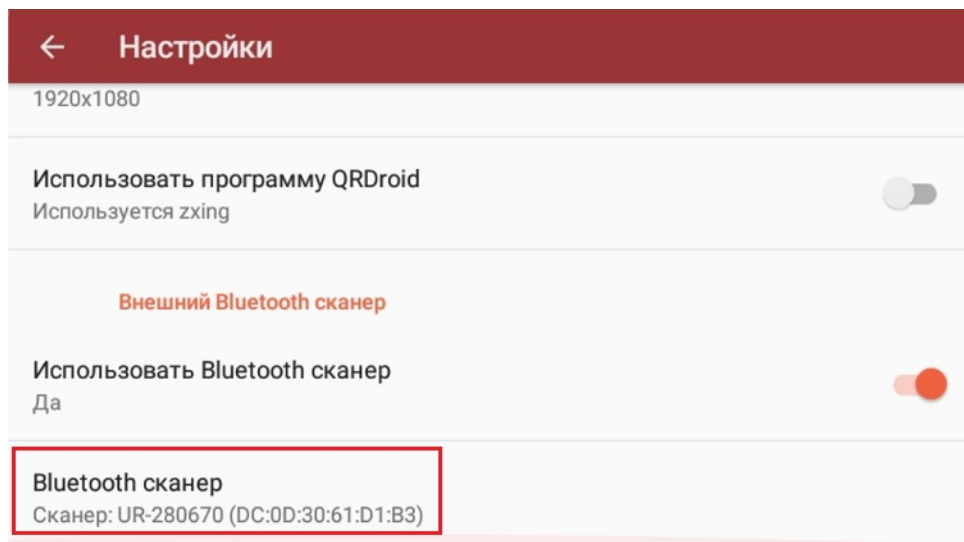 Настройки
1920x1080
Использовать программу QRDroid
Используется zxing
Внешний Bluetooth сканер
Использовать Bluetooth сканер
Да
Bluetooth сканер
Сканер: UR-280670 (DC:0D:30:61:D1:B3)